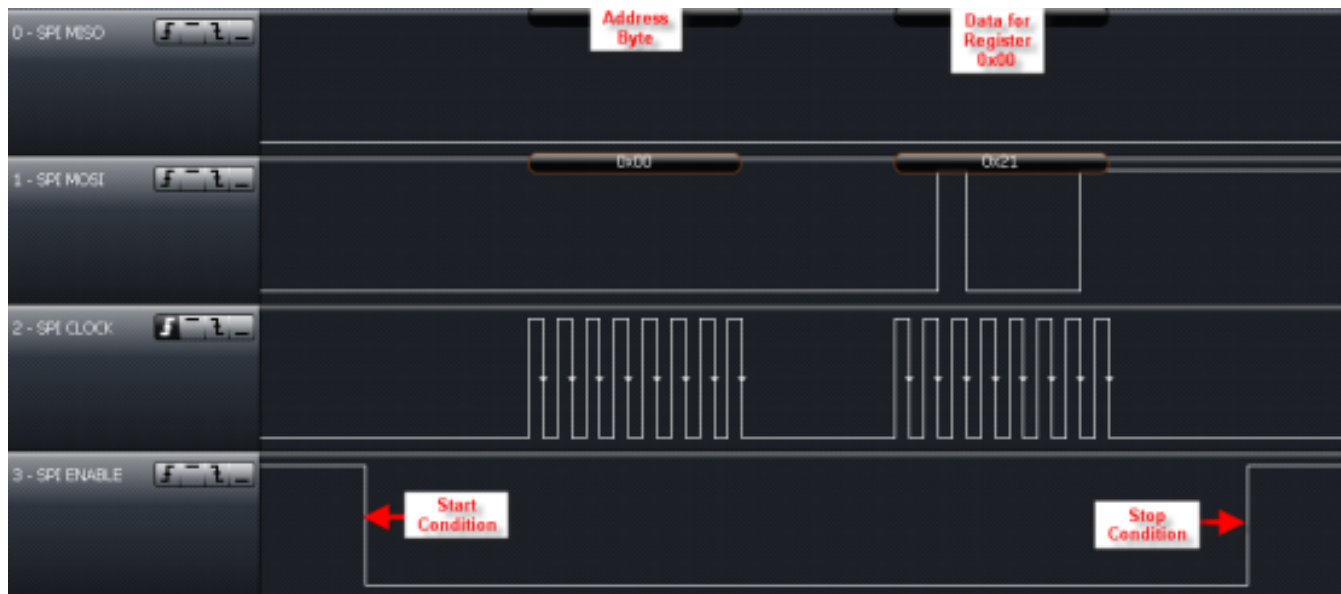 0 - SPI MISO
Address
Byte
Data for
Register
0x00
1 - SPI MOSI
0X00
0X21
2 - SPI CLOCK
3 - SPI ENABLE
Start
Condition
Stop
Condition